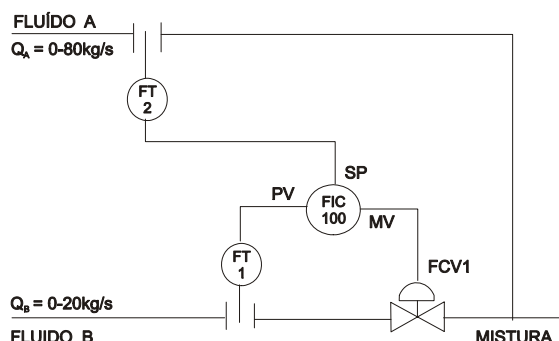 FLUÍDO A
QA = 0-80kg/s
FT
2
SP
PV
FIC
100
MV
FT
1
FCV1
QB = 0-20kg/s
FLUIDO B
MISTURA